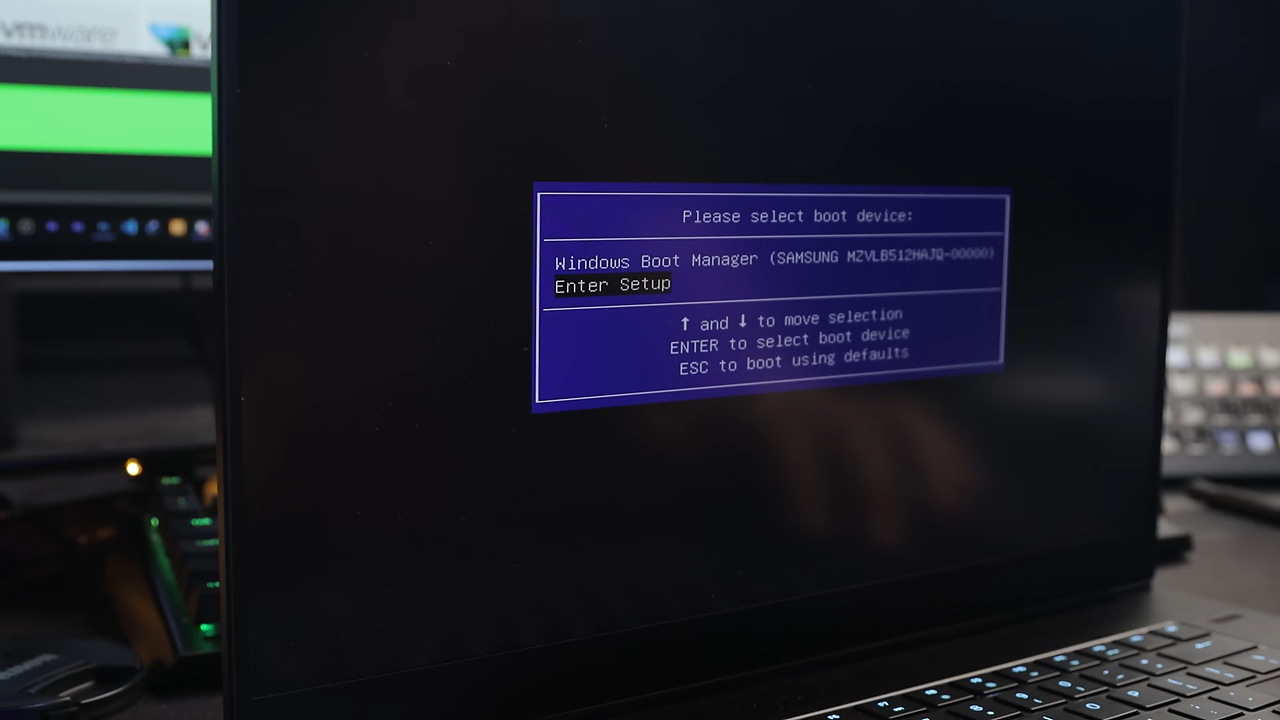 vmware
Please select boot device:
Windows Boot Manager (SAMSUNG MZVLB512HAJQ-00000)
Enter Setup
↑ and ↓ to move selection
ENTER to select boot device
ESC to boot using defaults